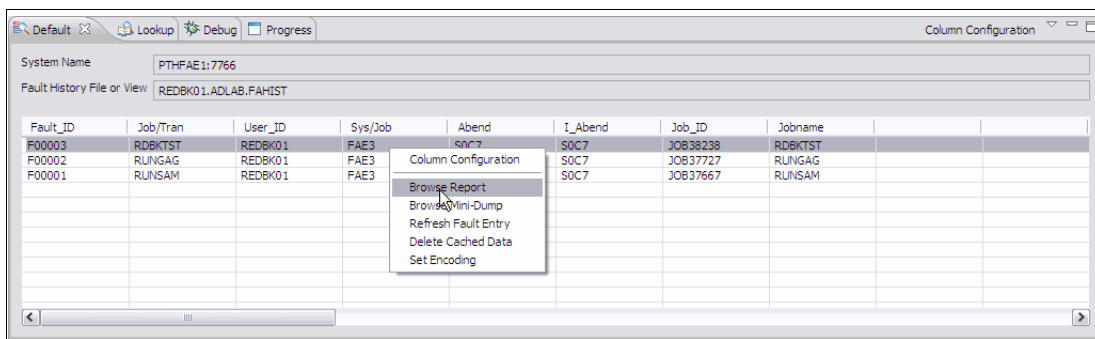 Default Lookup Debug Progress Column Configuration
System Name PTHFAE1:7766
Fault History File or View REDBK01.ADLAB.FAHIST
Fault_ID Job/Tran User_ID Sys/Job Abend I_Abend Job_ID Jobname
F00003 RDBKTST REDBK01 FAE3 S0C7 S0C7 JOB38238 RDBKTST
F00002 RUNGAG REDBK01 FAE3 S0C7 JOB37727 RUNGAG
F00001 RUNSAM REDBK01 FAE3 S0C7 JOB37667 RUNSAM
Column Configuration
Browse Report
Browse Mini-Dump
Refresh Fault Entry
Delete Cached Data
Set Encoding